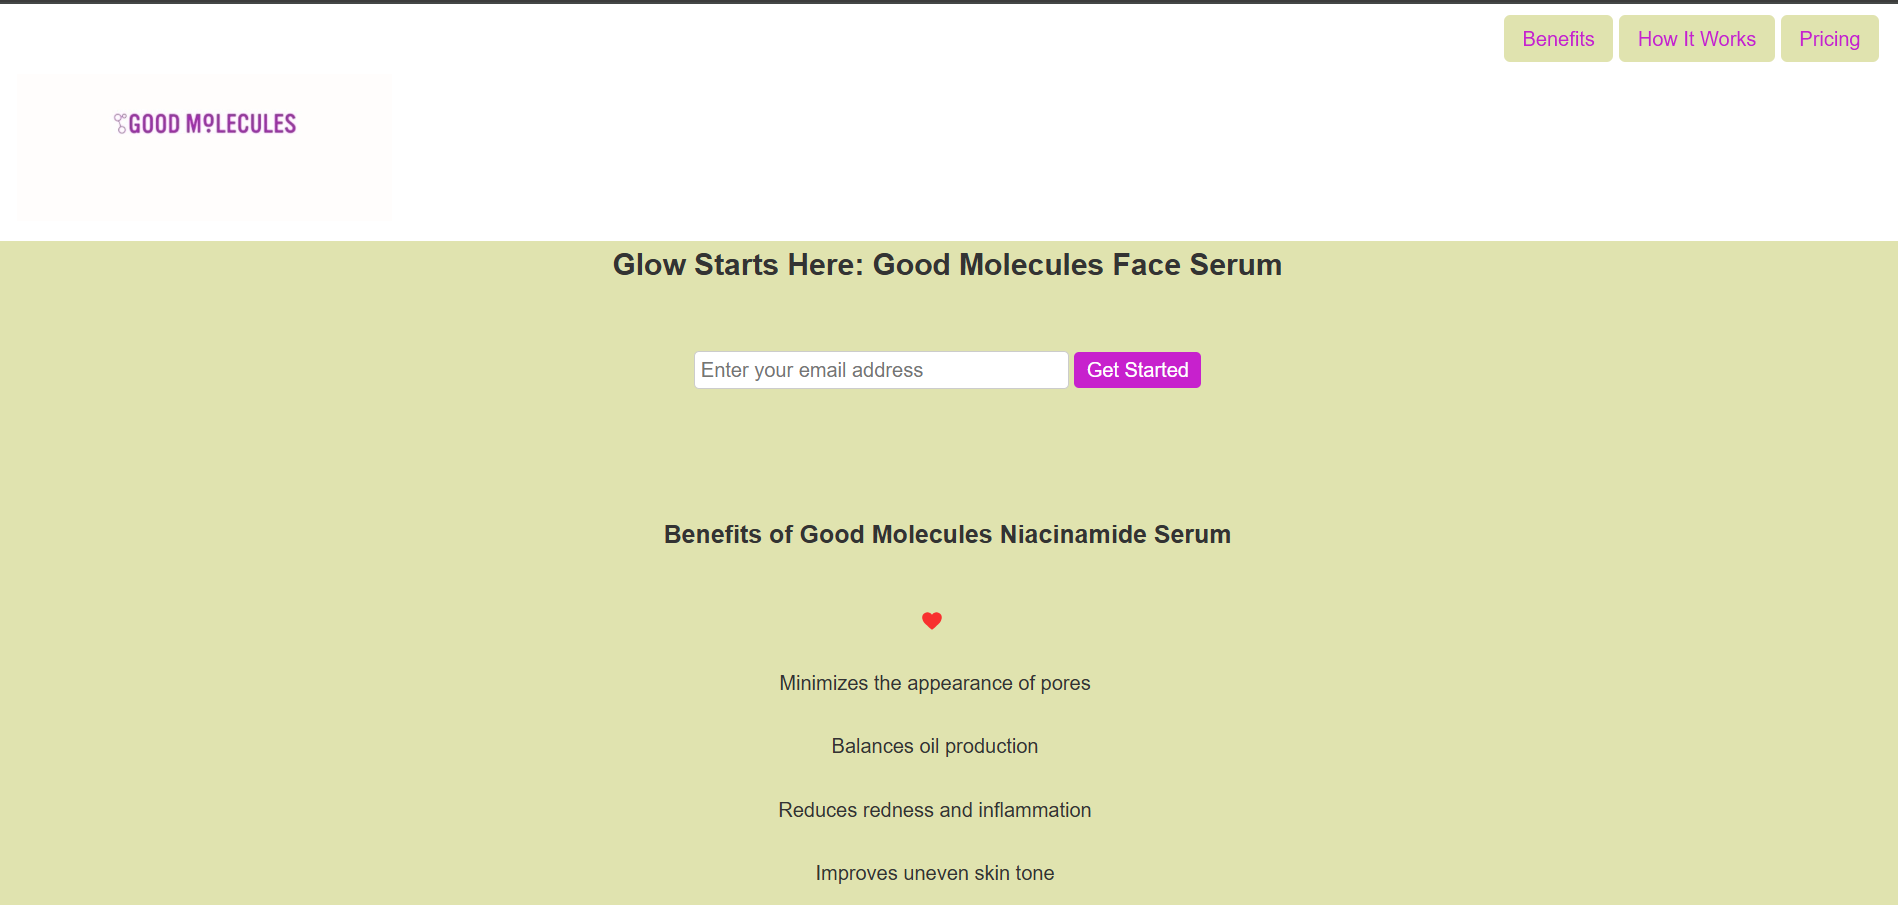 Benefits How It Works Pricing
GOOD MOLECULES
Glow Starts Here: Good Molecules Face Serum
Enter your email address Get Started
Benefits of Good Molecules Niacinamide Serum
Minimizes the appearance of pores
Balances oil production
Reduces redness and inflammation
Improves uneven skin tone